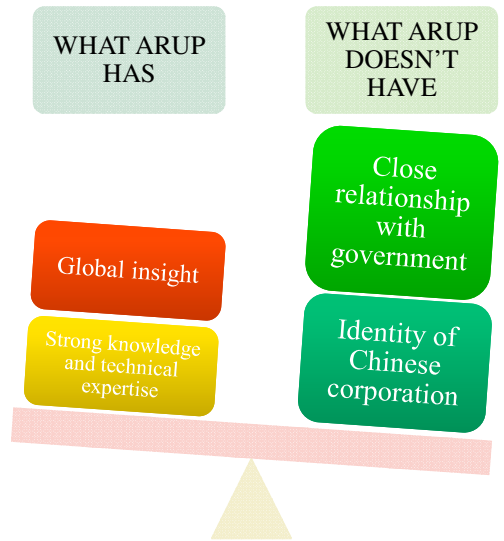 WHAT ARUP
HAS
WHAT ARUP
DOESN'T
HAVE
Global insight
Strong knowledge
and technical
expertise
Close
relationship
with
government
Identity of
Chinese
corporation